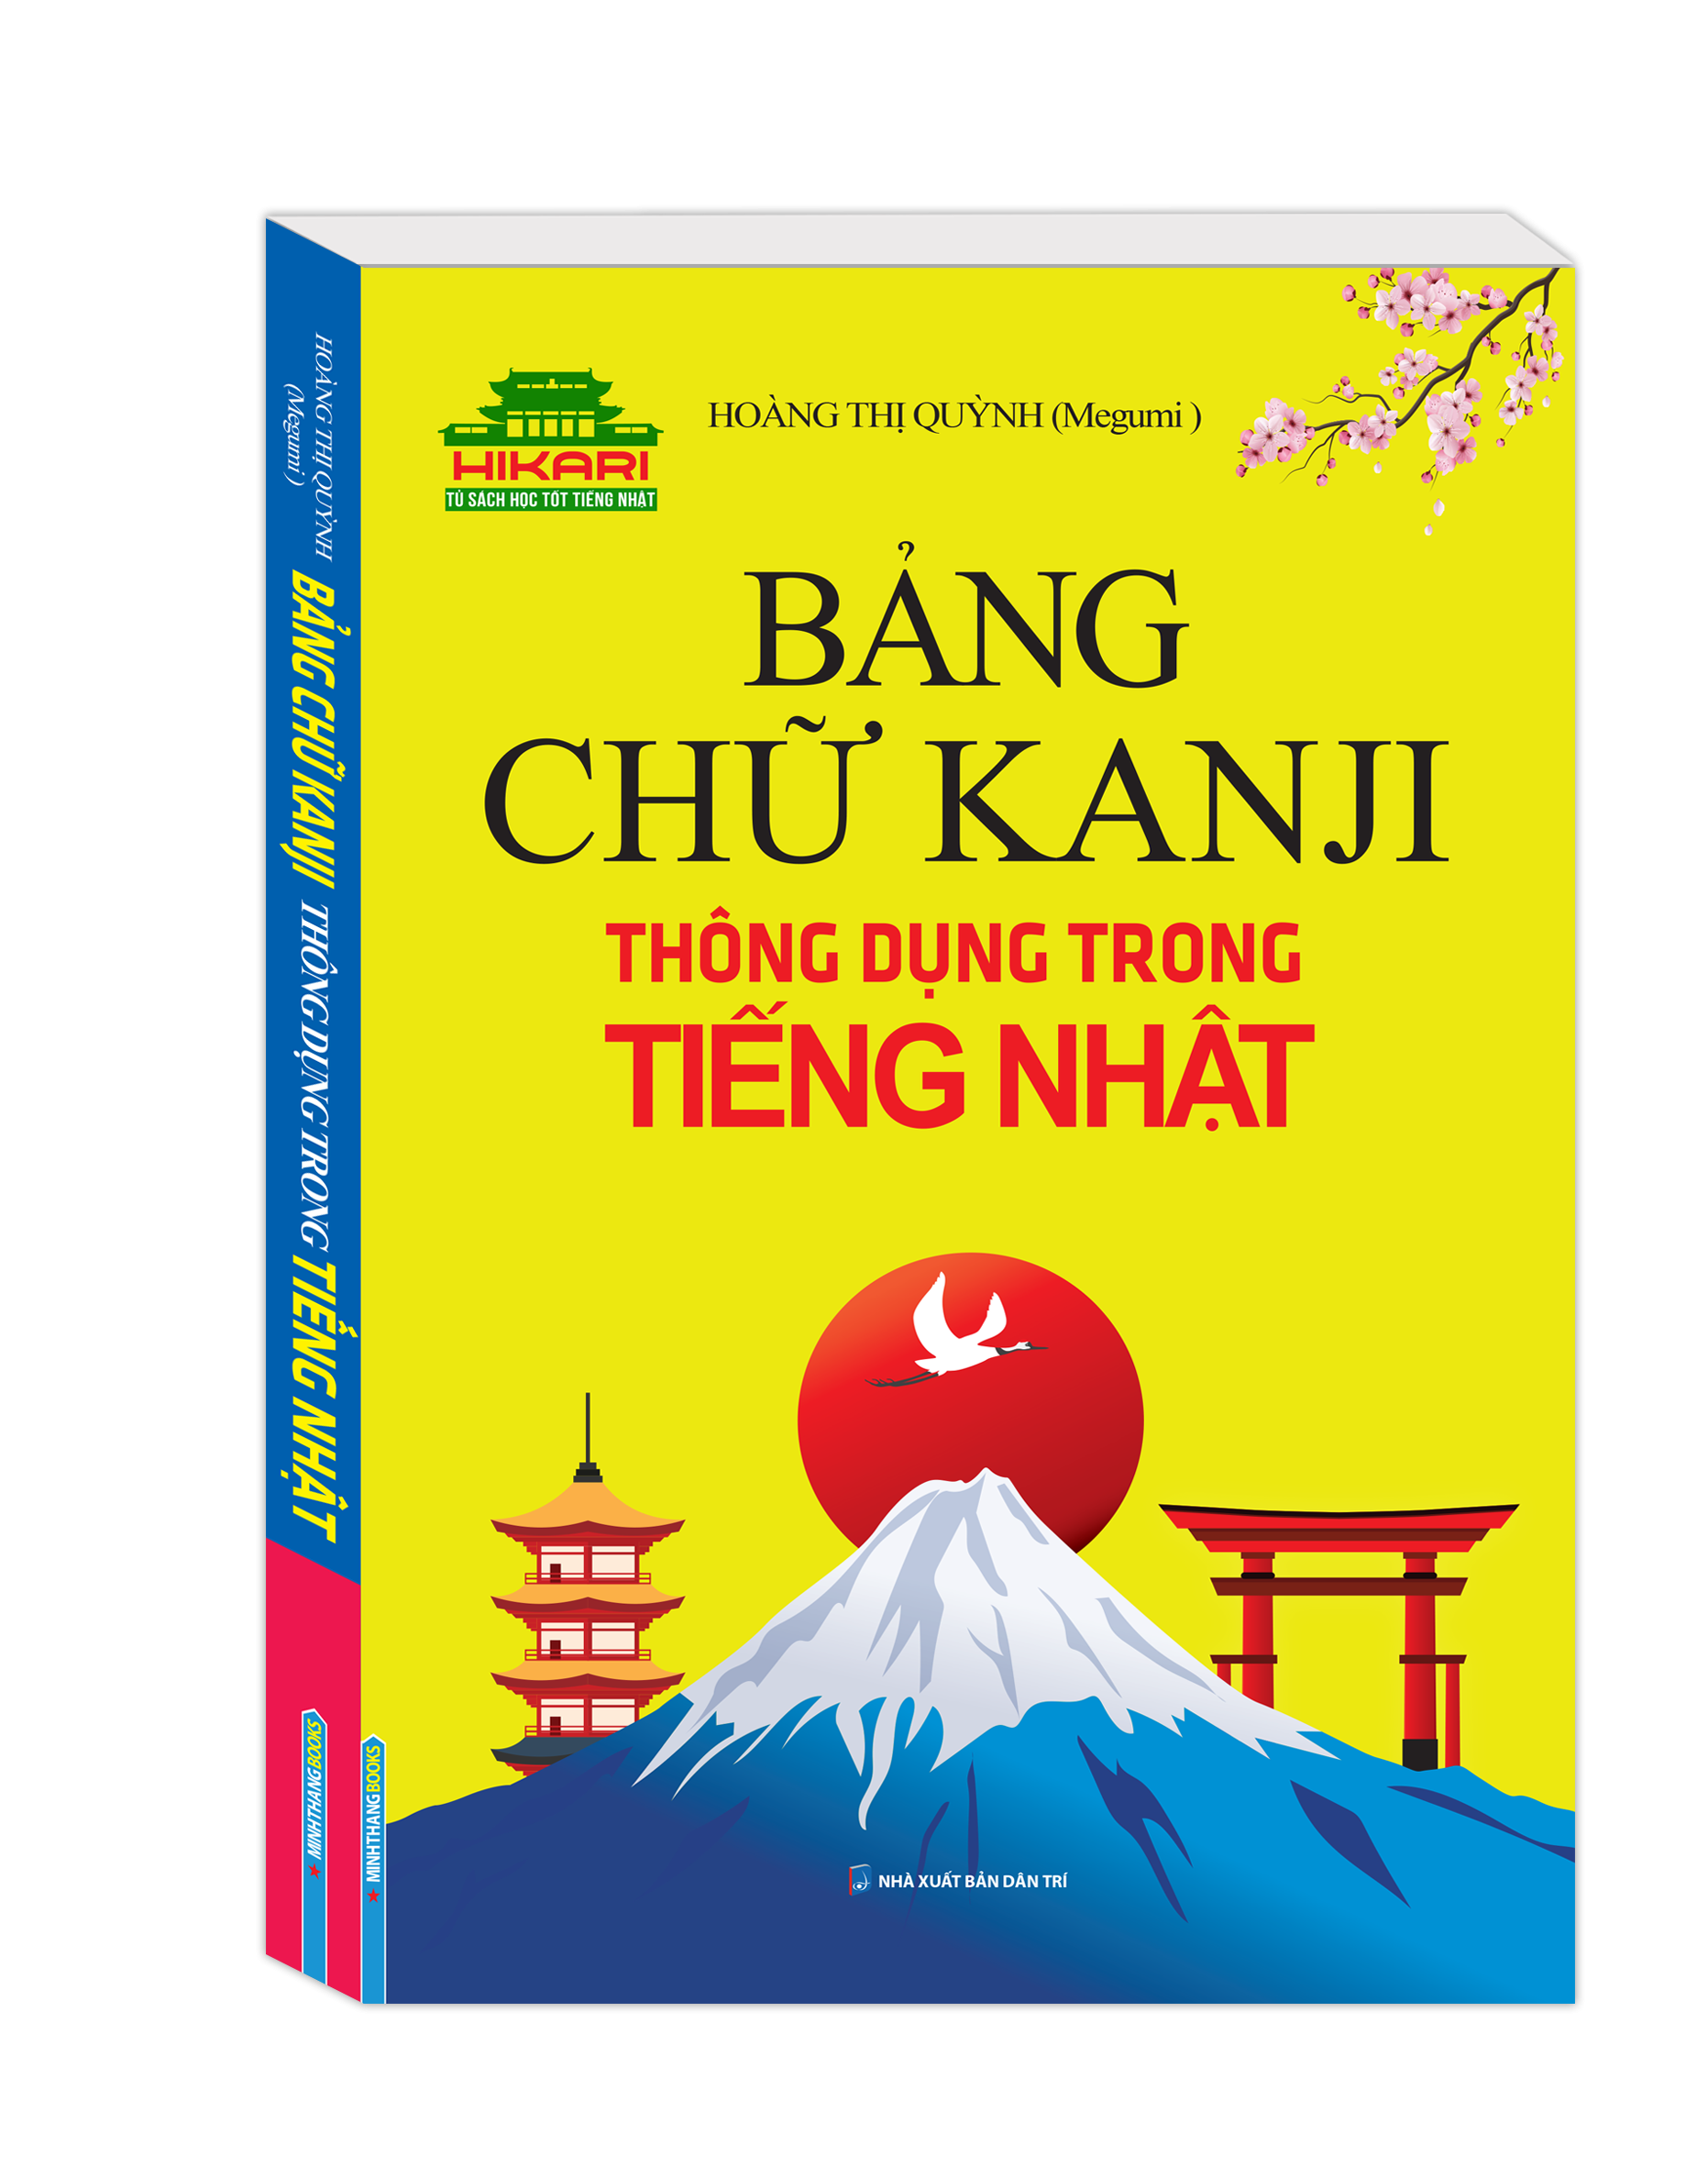 HOÀNG THỊ QUỲNH
(Megumi )
BẢNG CHỮ KANJI THÔNG DỤNG TRONG TIẾNG NHẬT
MINHTHANGBOOKS
HIKARI
TỦ SÁCH HỌC TỐT TIẾNG NHẬT
HOÀNG THỊ QUỲNH (Megumi )
BẢNG
CHỮ KANJI
THÔNG DỤNG TRONG
TIẾNG NHẬT
MINHTHANGBOOKS
NHÀ XUẤT BẢN DÂN TRÍ